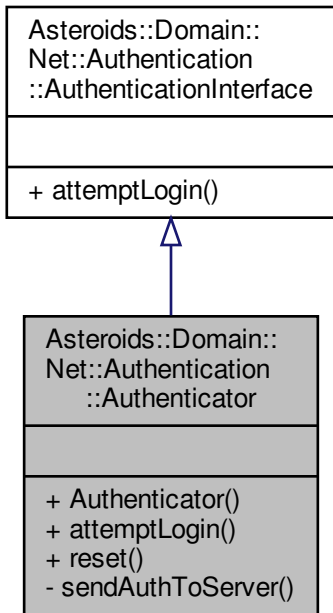 Asteroids::Domain::
Net::Authentication
::AuthenticationInterface
+ attemptLogin()
Asteroids::Domain::
Net::Authentication
::Authenticator
+ Authenticator()
+ attemptLogin()
+ reset()
- sendAuthToServer()